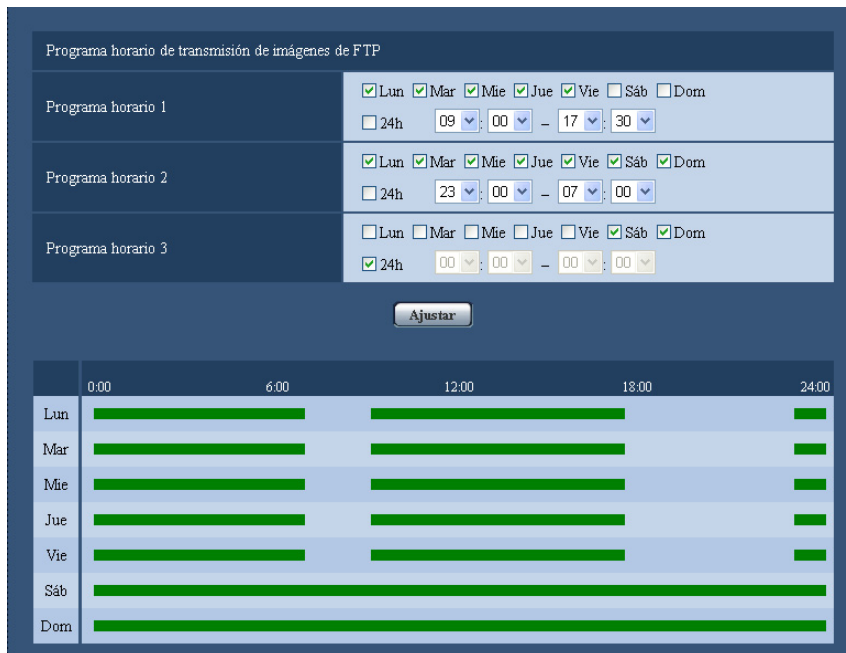 Programa horario de transmisión de imágenes de FTP
Programa horario 1
Lun Mar Mie Jue Vie Sáb Dom
24h 09 : 00 – 17 : 30
Programa horario 2
Lun Mar Mie Jue Vie Sáb Dom
24h 23 : 00 – 07 : 00
Programa horario 3
Lun Mar Mie Jue Vie Sáb Dom
24h 00 : 00 – 00 : 00
Ajustar
0:00 6:00 12:00 18:00 24:00
Lun
Mar
Mie
Jue
Vie
Sáb
Dom